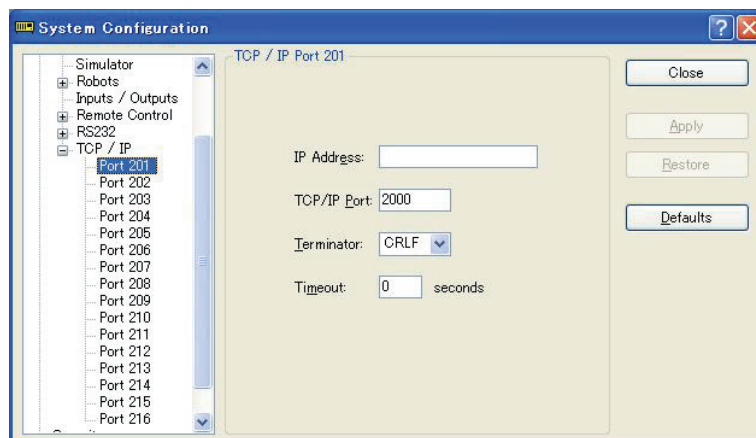 System Configuration
Simulator
Robots
Inputs / Outputs
Remote Control
RS232
TCP / IP
Port 201
Port 202
Port 203
Port 204
Port 205
Port 206
Port 207
Port 208
Port 209
Port 210
Port 211
Port 212
Port 213
Port 214
Port 215
Port 216
TCP / IP Port 201
IP Address:
TCP/IP Port: 2000
Terminator: CRLF
Timeout: 0 seconds
Close
Apply
Restore
Defaults